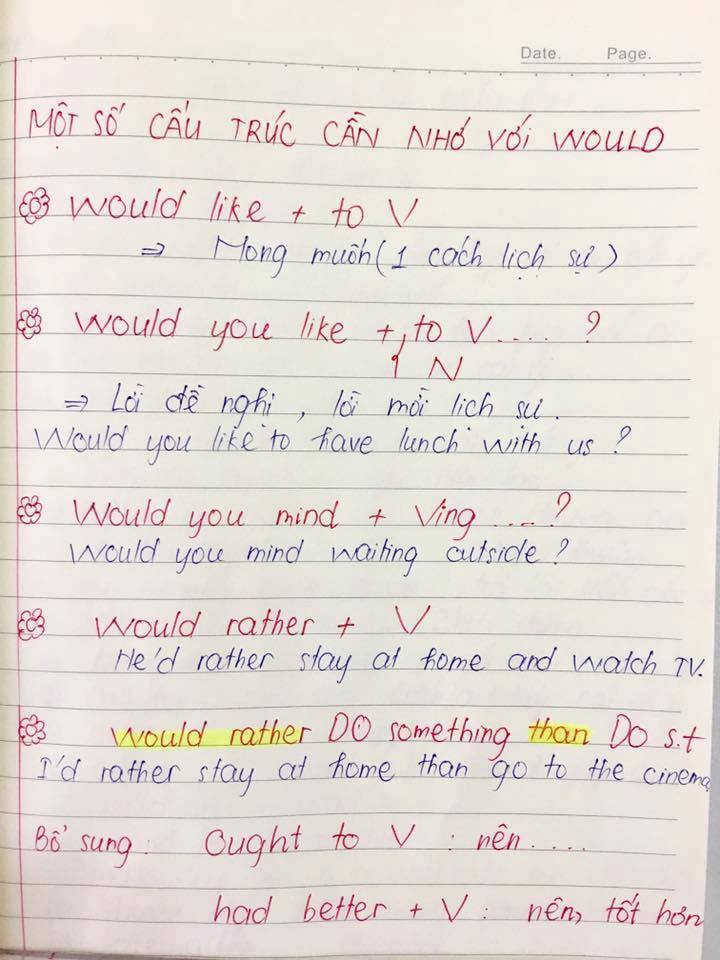 Date. Page.
MỘT SỐ CẤU TRÚC CẦN NHỚ VỚI WOULD
Would like + to V
⇒ Mong muốn (1 cách lịch sự)
Would you like + to V.... ?
N
⇒ Lời đề nghị, lời mời lịch sự.
Would you like to have lunch with us ?
Would you mind + Ving ....?
Would you mind waiting outside?
Would rather + V
He'd rather stay at home and watch TV.
Would rather DO something than DO s.t
I'd rather stay at home than go to the cinema
Bổ sung: Ought to V : nên....
had better + V: nên, tốt hơn